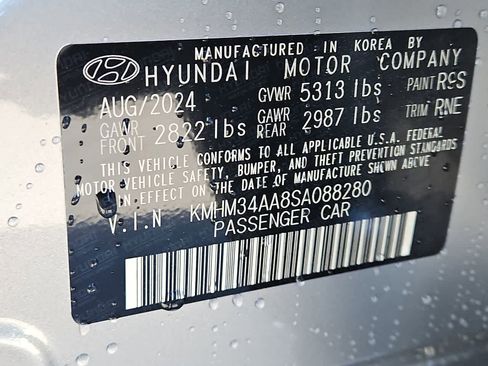 MANUFACTURED IN KOREA BY
HYUNDAI MOTOR COMPANY
AUG/2024 GVWR 5313 lbs PAINT R9S
GAWR FRONT 2822 lbs GAWR REAR 2987 lbs TRIM RNE
THIS VEHICLE CONFORMS TO ALL APPLICABLE U.S.A. FEDERAL
MOTOR VEHICLE SAFETY, BUMPER, AND THEFT PREVENTION STANDARDS
IN EFFECT ON THE DATE OF MANUFACTURE SHOWN ABOVE
V.I.N KMHM34AA8SA088280
PASSENGER CAR